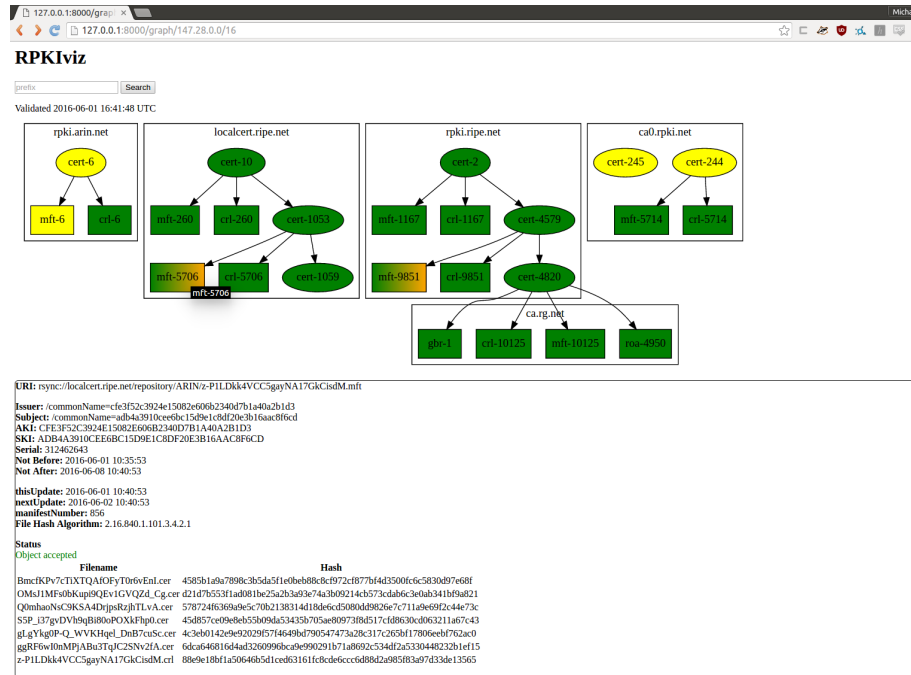 127.0.0.1:8000/grap
Micha
127.0.0.1:8000/graph/147.28.0.0/16
RPKIviz
prefix
Search
Validated 2016-06-01 16:41:48 UTC
rpki.arin.net
localcert.ripe.net
rpki.ripe.net
ca0.rpki.net
cert-6
cert-10
cert-2
cert-245
cert-244
mft-6
crl-6
mft-260
crl-260
cert-1053
mft-1167
crl-1167
cert-4579
mft-5714
crl-5714
mft-5706
crl-5706
cert-1059
mft-9851
crl-9851
cert-4820
mft-5706
ca.rg.net
gbr-1
crl-10125
mft-10125
roa-4950
URI: rsync://localcert.ripe.net/repository/ARIN/z-P1LDkk4VCC5gayNA17GkCisdM.mft
Issuer: /commonName=cfe3f52c3924e15082e606b2340d7b1a40a2b1d3
Subject: /commonName=adb4a3910cee6bc15d9e1c8df20e3b16aac8f6cd
AKI: CFE3F52C3924E15082E606B2340D7B1A40A2B1D3
SKI: ADB4A3910CEE6BC15D9E1C8DF20E3B16AAC8F6CD
Serial: 312462643
Not Before: 2016-06-01 10:35:53
Not After: 2016-06-08 10:40:53
thisUpdate: 2016-06-01 10:40:53
nextUpdate: 2016-06-02 10:40:53
manifestNumber: 856
File Hash Algorithm: 2.16.840.1.101.3.4.2.1
Status
Object accepted
Filename Hash
BmcfKPv7cTiXTQAfOFyT0r6vEnI.cer 4585b1a9a7898c3b5da5f1e0beb88c8cf972cf877bf4d3500fc6c5830d97e68f
OMsJ1MFs0bKupi9QEv1GVQZd_Cg.cer d21d7b553f1ad081be25a2b3a93e74a3b09214cb573cdab6c3e0ab341bf9a821
Q0mhaoNsC9KSA4DrjpsRzjhTLvA.cer 578724f6369a9e5c70b2138314d18de6cd5080dd9826e7c711a9e69f2c44e73c
S5P_i37gvDVh9qBi80oPOXkFhp0.cer 45d857ce09e8eb55b09da53435b705ae80973f8d517cfd8630cd063211a67c43
gLgYkg0P-Q_WVKHqel_DnB7cuSc.cer 4c3eb0142e9e92029f57f4649bd790547473a28c317c265bf17806eebf762ac0
ggRF6wI0nMPjABu3TqJC2SNv2fA.cer 6dca646816d4ad3260996bca9e990291b71a8692c534df2a5330448232b1ef15
z-P1LDkk4VCC5gayNA17GkCisdM.crl 88e9e18bf1a50646b5d1ced63161fc8cde6ccc6d88d2a985f83a97d33de13565